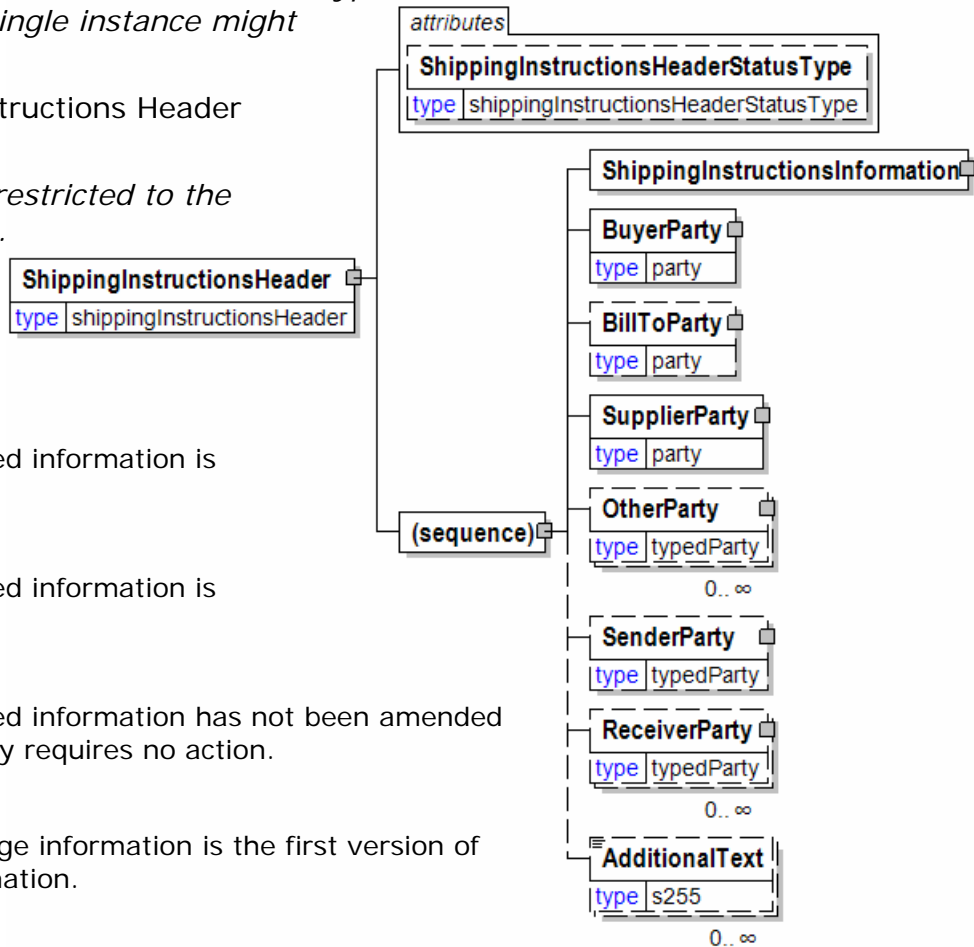 single instance might
structions Header
restricted to the
.
ed information is
ed information is
ed information has not been amended
y requires no action.
ge information is the first version of
nation.
attributes
ShippingInstructionsHeaderStatusType
type shippingInstructionsHeaderStatusType
ShippingInstructionsHeader
type shippingInstructionsHeader
(sequence)
ShippingInstructionsInformation
BuyerParty
type party
BillToParty
type party
SupplierParty
type party
OtherParty
type typedParty
0.. ∞
SenderParty
type typedParty
ReceiverParty
type typedParty
0.. ∞
AdditionalText
type s255
0.. ∞